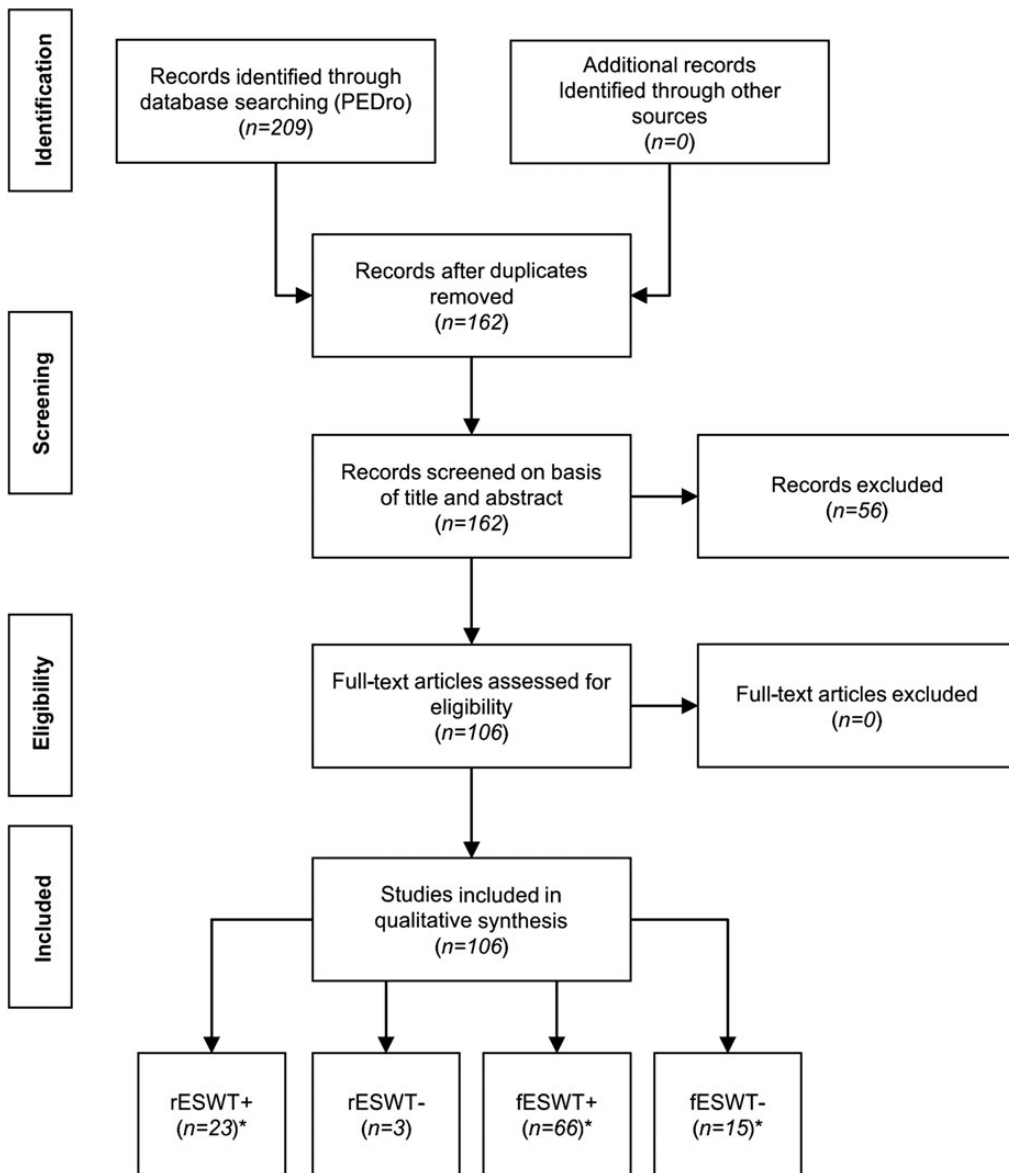 Identification
Records identified through
database searching (PEDro)
(n=209)
Additional records
Identified through other
sources
(n=0)
Records after duplicates
removed
(n=162)
Screening
Records screened on basis
of title and abstract
(n=162)
Records excluded
(n=56)
Eligibility
Full-text articles assessed for
eligibility
(n=106)
Full-text articles excluded
(n=0)
Included
Studies included in
qualitative synthesis
(n=106)
rESWT+
(n=23)*
rESWT-
(n=3)
fESWT+
(n=66)*
fESWT-
(n=15)*